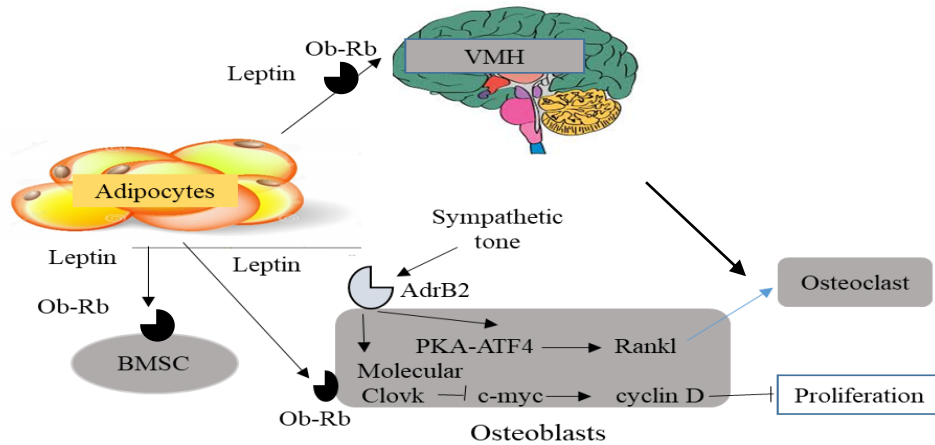 Ob-Rb
VMH
Leptin
Adipocytes
Sympathetic
tone
Leptin
Leptin
AdrB2
Osteoclast
Ob-Rb
PKA-ATF4
Rankl
BMSC
Molecular
Clovk
c-myc
cyclin D
Proliferation
Ob-Rb
Osteoblasts